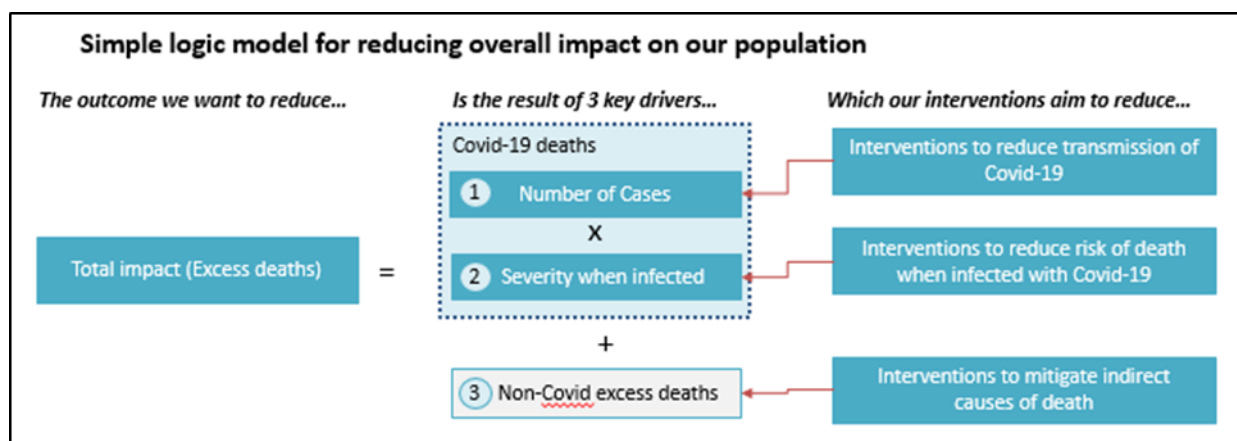 Simple logic model for reducing overall impact on our population
The outcome we want to reduce...
Is the result of 3 key drivers...
Which our interventions aim to reduce...
Covid-19 deaths
1 Number of Cases
x
2 Severity when infected
Total impact (Excess deaths)
=
+
3 Non-Covid excess deaths
Interventions to reduce transmission of
Covid-19
Interventions to reduce risk of death
when infected with Covid-19
Interventions to mitigate indirect
causes of death